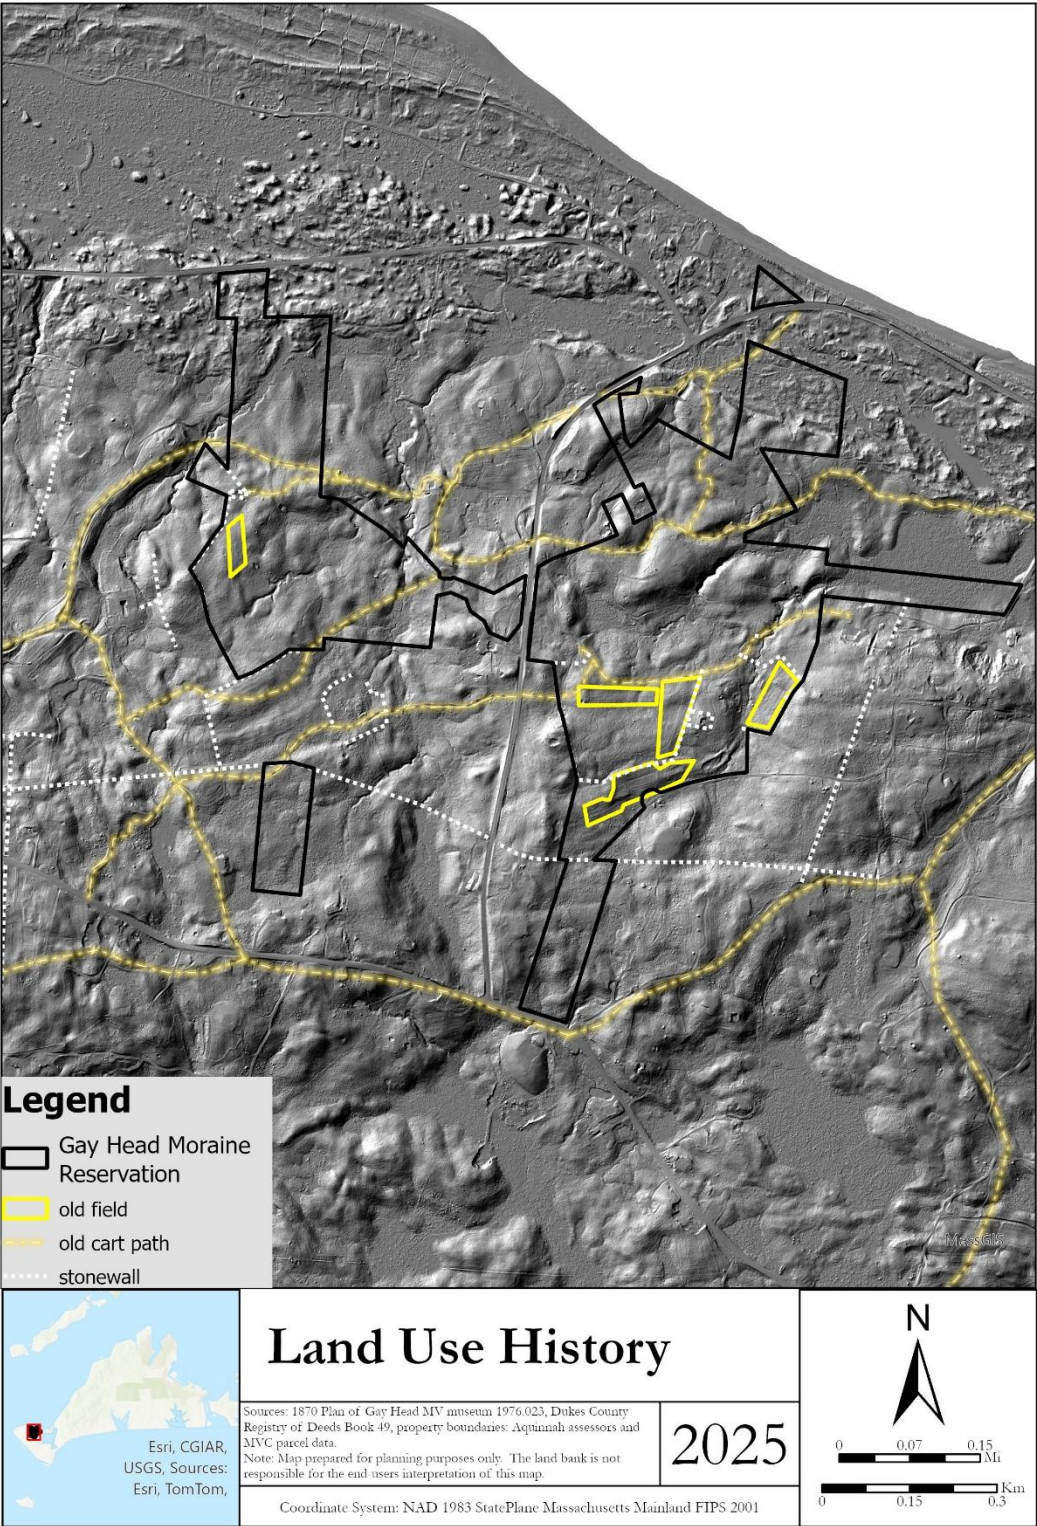 MassGIS
Legend
Gay Head Moraine
Reservation
old field
old cart path
stonewall
Esri, CGIAR,
USGS, Sources:
Esri, TomTom,
Land Use History
Sources: 1870 Plan of Gay Head MV museum 1976.023, Dukes County
Registry of Deeds Book 49, property boundaries: Aquinnah assessors and
MVC parcel data.
Note: Map prepared for planning purposes only. The land bank is not
responsible for the end-users interpretation of this map.
2025
Coordinate System: NAD 1983 StatePlane Massachusetts Mainland FIPS 2001
N
0 0.07 0.15
Mi
Km
0 0.15 0.3